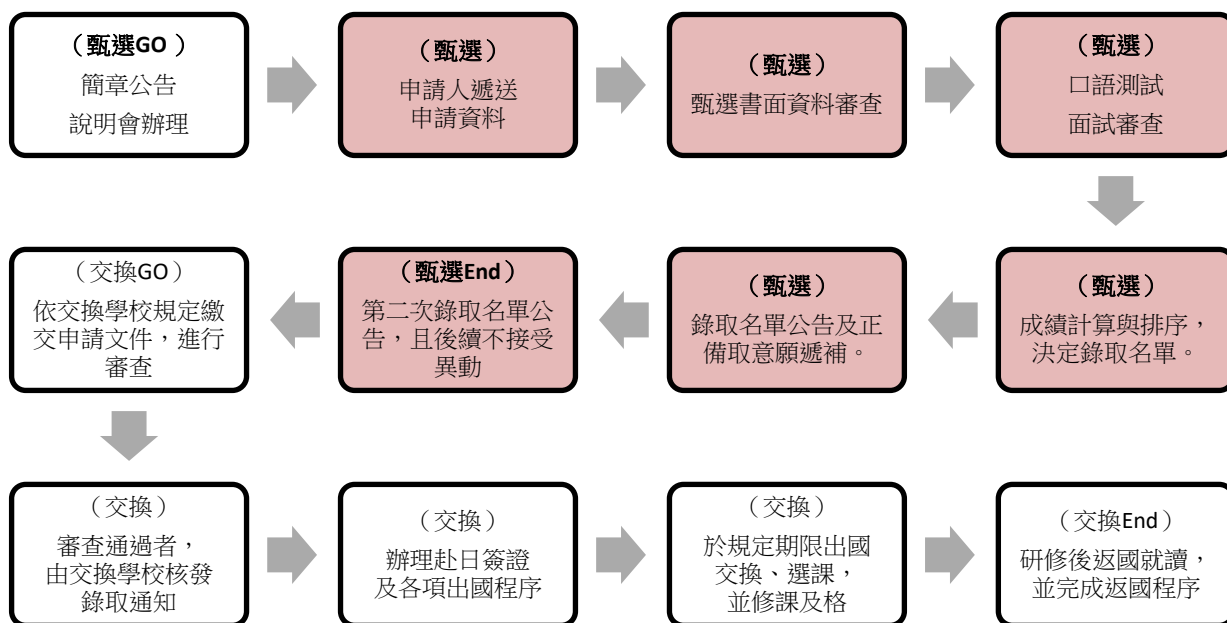 （甄選GO）
簡章公告
說明會辦理
（甄選）
申請人遞送
申請資料
（甄選）
甄選書面資料審查
（甄選）
口語測試
面試審查
（甄選）
成績計算與排序，
決定錄取名單。
（甄選）
錄取名單公告及正
備取意願遞補。
（甄選End）
第二次錄取名單公
告，且後續不接受
異動
（交換GO）
依交換學校規定繳
交申請文件，進行
審查
（交換）
審查通過者，
由交換學校核發
錄取通知
（交換）
辦理赴日簽證
及各項出國程序
（交換）
於規定期限出國
交換、選課，
並修課及格
（交換End）
研修後返國就讀，
並完成返國程序